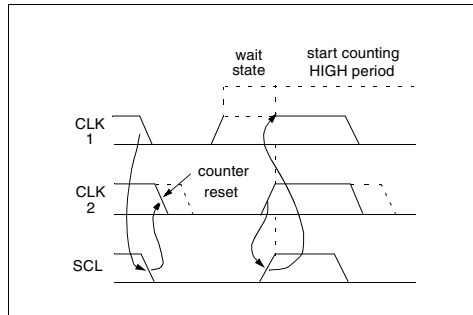 wait
state
start counting
HIGH period
CLK
1
counter
reset
CLK
2
SCL